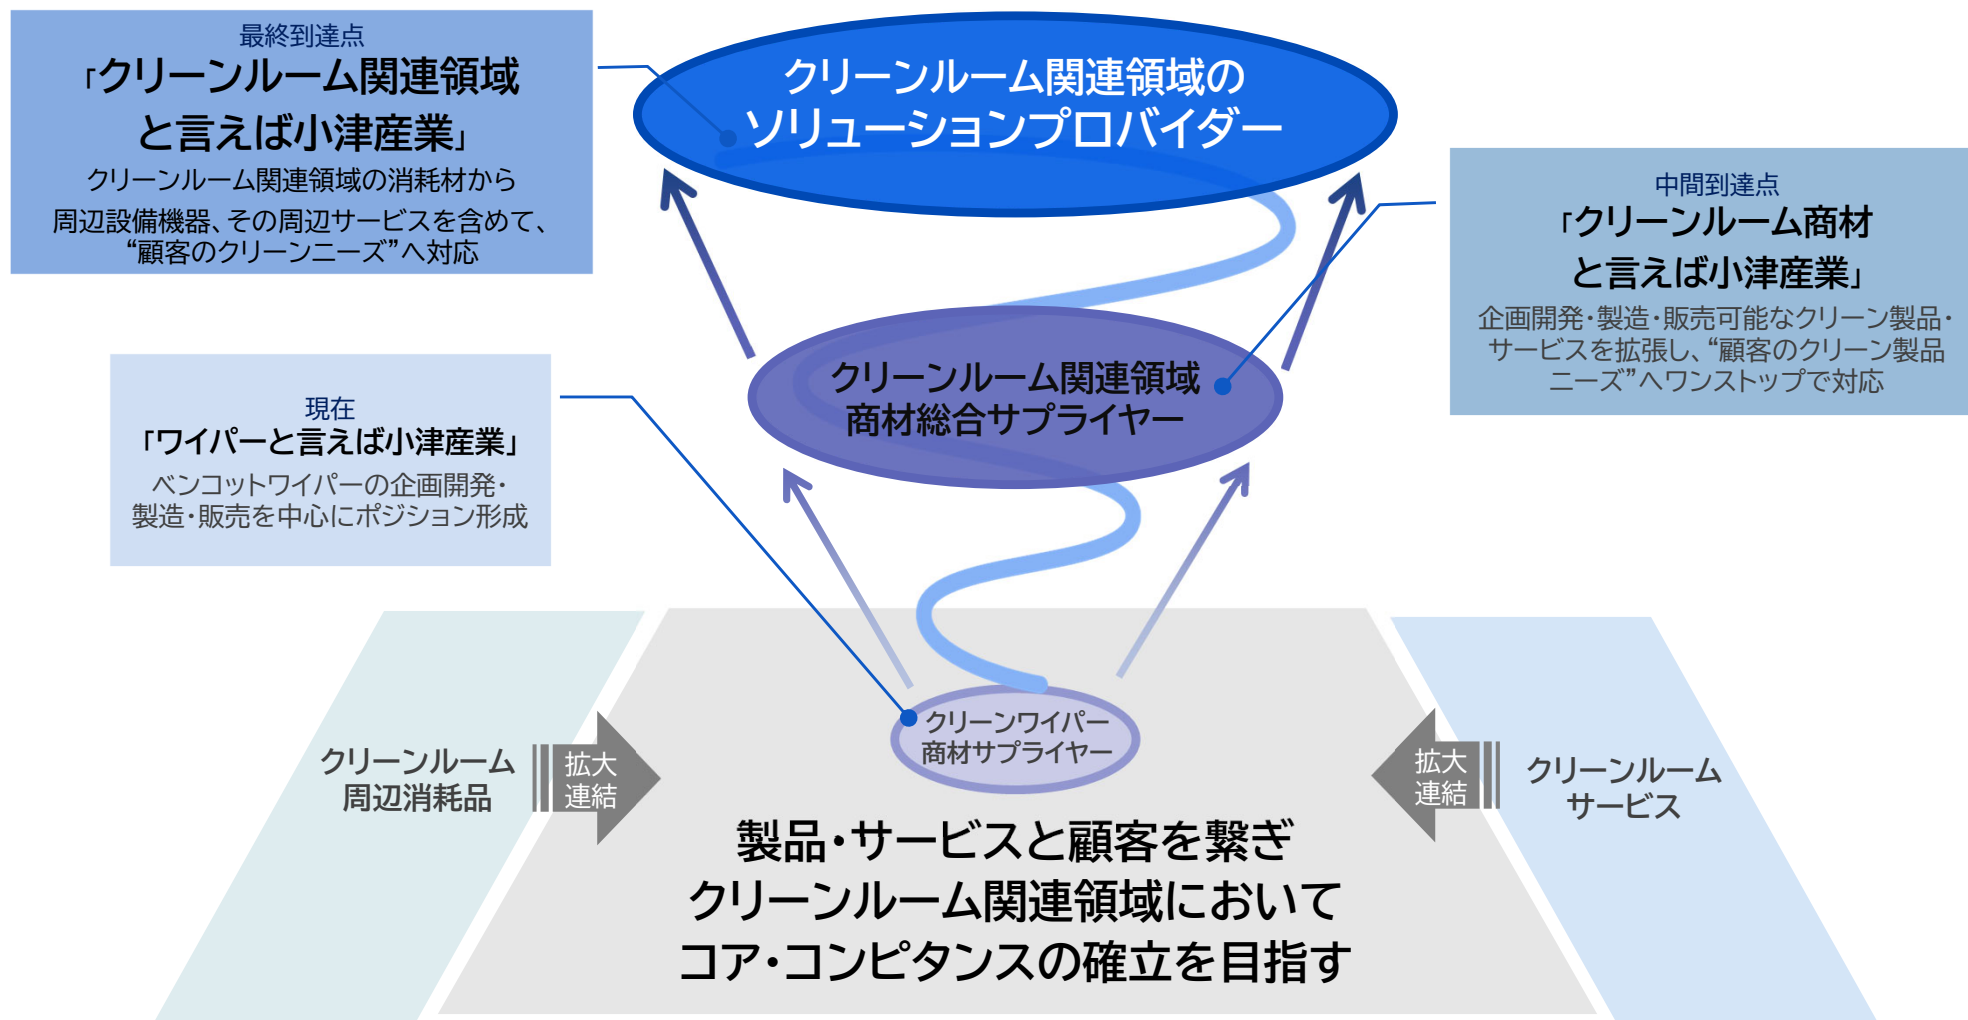 最終到達点
「クリーンルーム関連領域
と言えば小津産業」
クリーンルーム関連領域の消耗材から
周辺設備機器、その周辺サービスを含めて、
“顧客のクリーンニーズ”へ対応
クリーンルーム関連領域の
ソリューションプロバイダー
中間到達点
「クリーンルーム商材
と言えば小津産業」
企画開発・製造・販売可能なクリーン製品・
サービスを拡張し、“顧客のクリーン製品
ニーズ”へワンストップで対応
クリーンルーム関連領域
商材総合サプライヤー
現在
「ワイパーと言えば小津産業」
ベンコットワイパーの企画開発・
製造・販売を中心にポジション形成
クリーンワイパー
商材サプライヤー
クリーンルーム
周辺消耗品
拡大
連結
拡大
連結
クリーンルーム
サービス
製品・サービスと顧客を繋ぎ
クリーンルーム関連領域において
コア・コンピタンスの確立を目指す